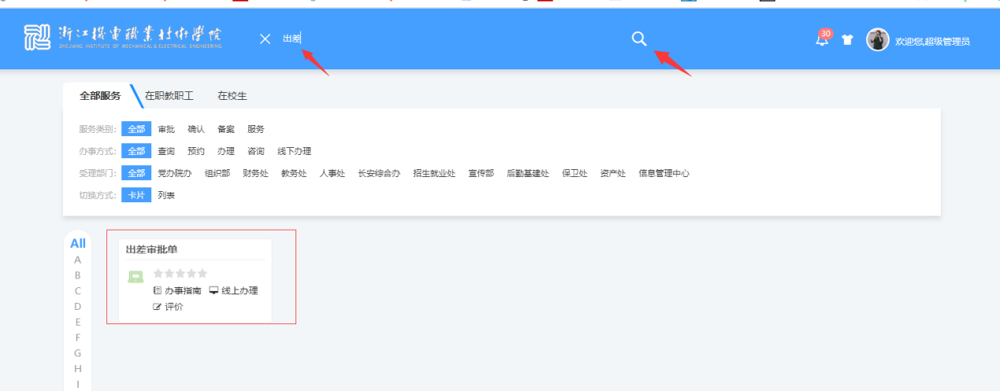 浙江機電職業技術學院
ZHEJIANG INSTITUTE OF MECHANICAL & ELECTRICAL ENGINEERING
出差
30
欢迎您,超级管理员
全部服务 在职教职工 在校生
服务类别: 全部 审批 确认 备案 服务
办事方式: 全部 查询 预约 办理 咨询 线下办理
受理部门: 全部 党办院办 组织部 财务处 教务处 人事处 长安综合办 招生就业处 宣传部 后勤基建处 保卫处 资产处 信息管理中心
切换方式: 卡片 列表
All
A
B
C
D
E
F
G
H
I
出差审批单
办事指南 线上办理
评价